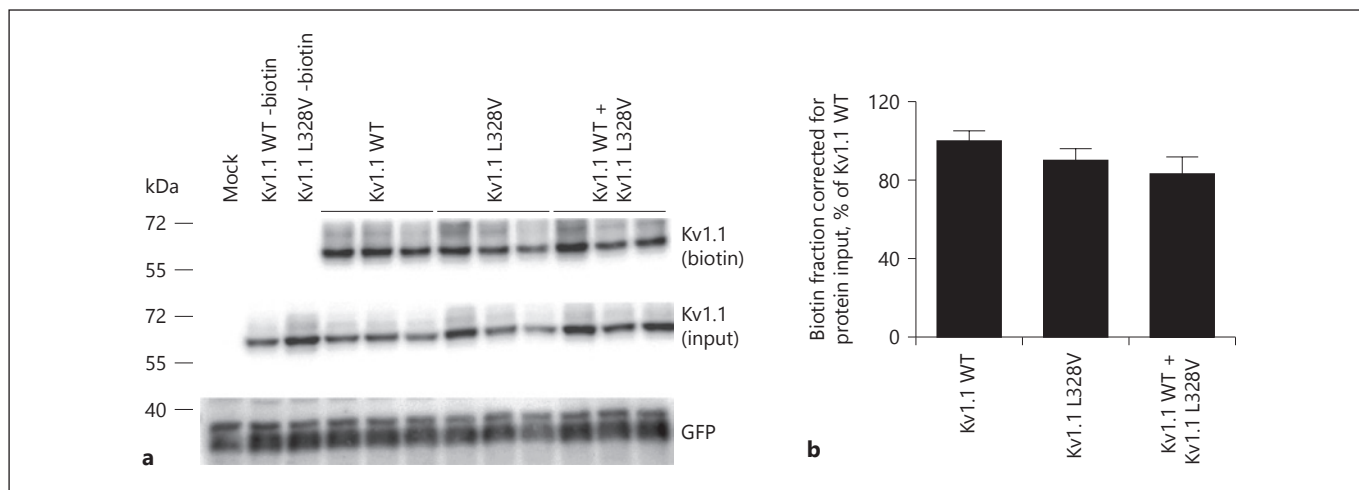 kDa
Mock
Kv1.1 WT -biotin
Kv1.1 L328V -biotin
Kv1.1 WT
Kv1.1 L328V
Kv1.1 WT +
Kv1.1 L328V
72
55
Kv1.1
(biotin)
72
55
Kv1.1
(input)
40
GFP
a
Biotin fraction corrected for
protein input, % of Kv1.1 WT
120
80
40
0
Kv1.1 WT
Kv1.1 L328V
Kv1.1 WT +
Kv1.1 L328V
b